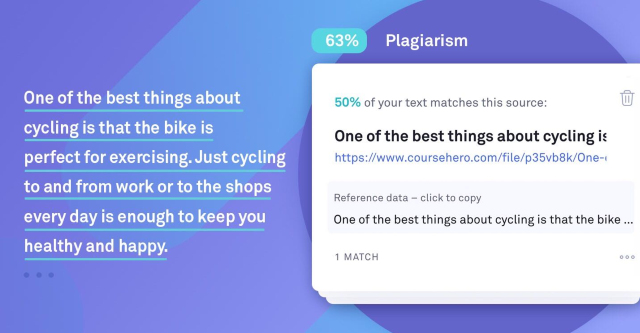 63% Plagiarism
One of the best things about
cycling is that the bike is
perfect for exercising. Just cycling
to and from work or to the shops
every day is enough to keep you
healthy and happy.
50% of your text matches this source:
One of the best things about cycling is
https://www.coursehero.com/file/p35vb8k/One-
Reference data – click to copy
One of the best things about cycling is that the bike ...
1 MATCH